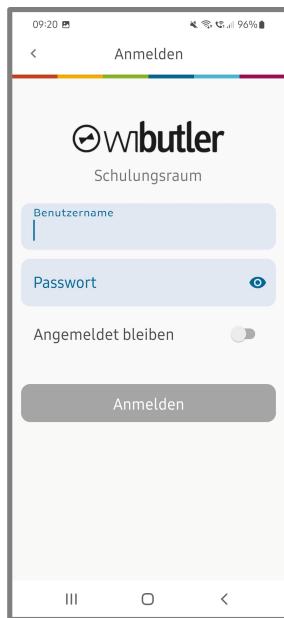 09:20 96%
Anmelden
wibutler
Schulungsraum
Benutzername
Passwort
Angemeldet bleiben
Anmelden